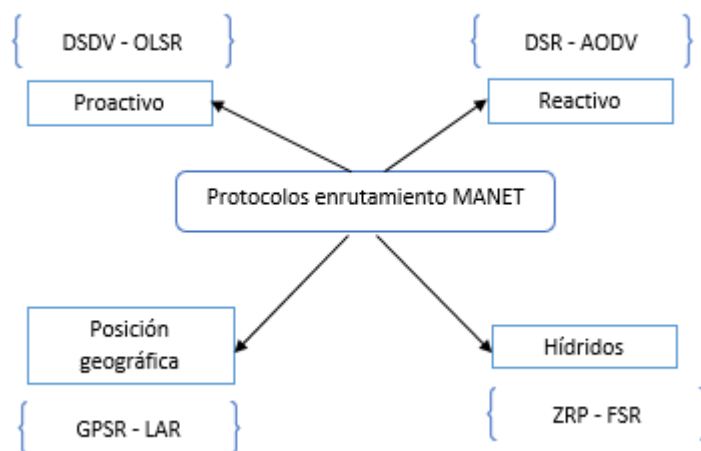 DSDV - OLSR
DSR - AODV
Proactivo
Reactivo
Protocolos enrutamiento MANET
Posición
geográfica
Hídridos
GPSR - LAR
ZRP - FSR